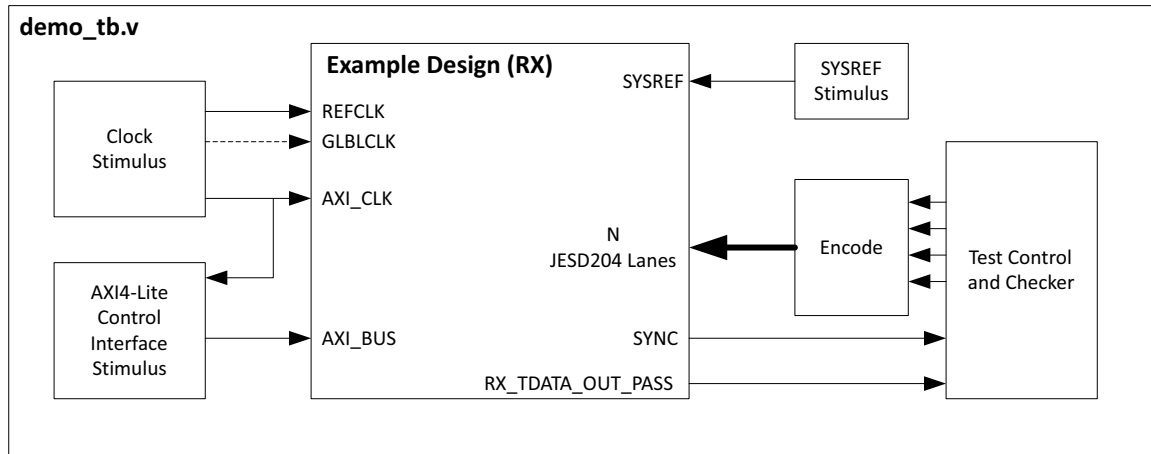 demo_tb.v
Example Design (RX)
Clock
Stimulus
REFCLK
GLBLCLK
AXI_CLK
AXI4-Lite
Control
Interface
Stimulus
AXI_BUS
SYSREF
SYSREF
Stimulus
N
JESD204 Lanes
Encode
Test Control
and Checker
SYNC
RX_TDATA_OUT_PASS